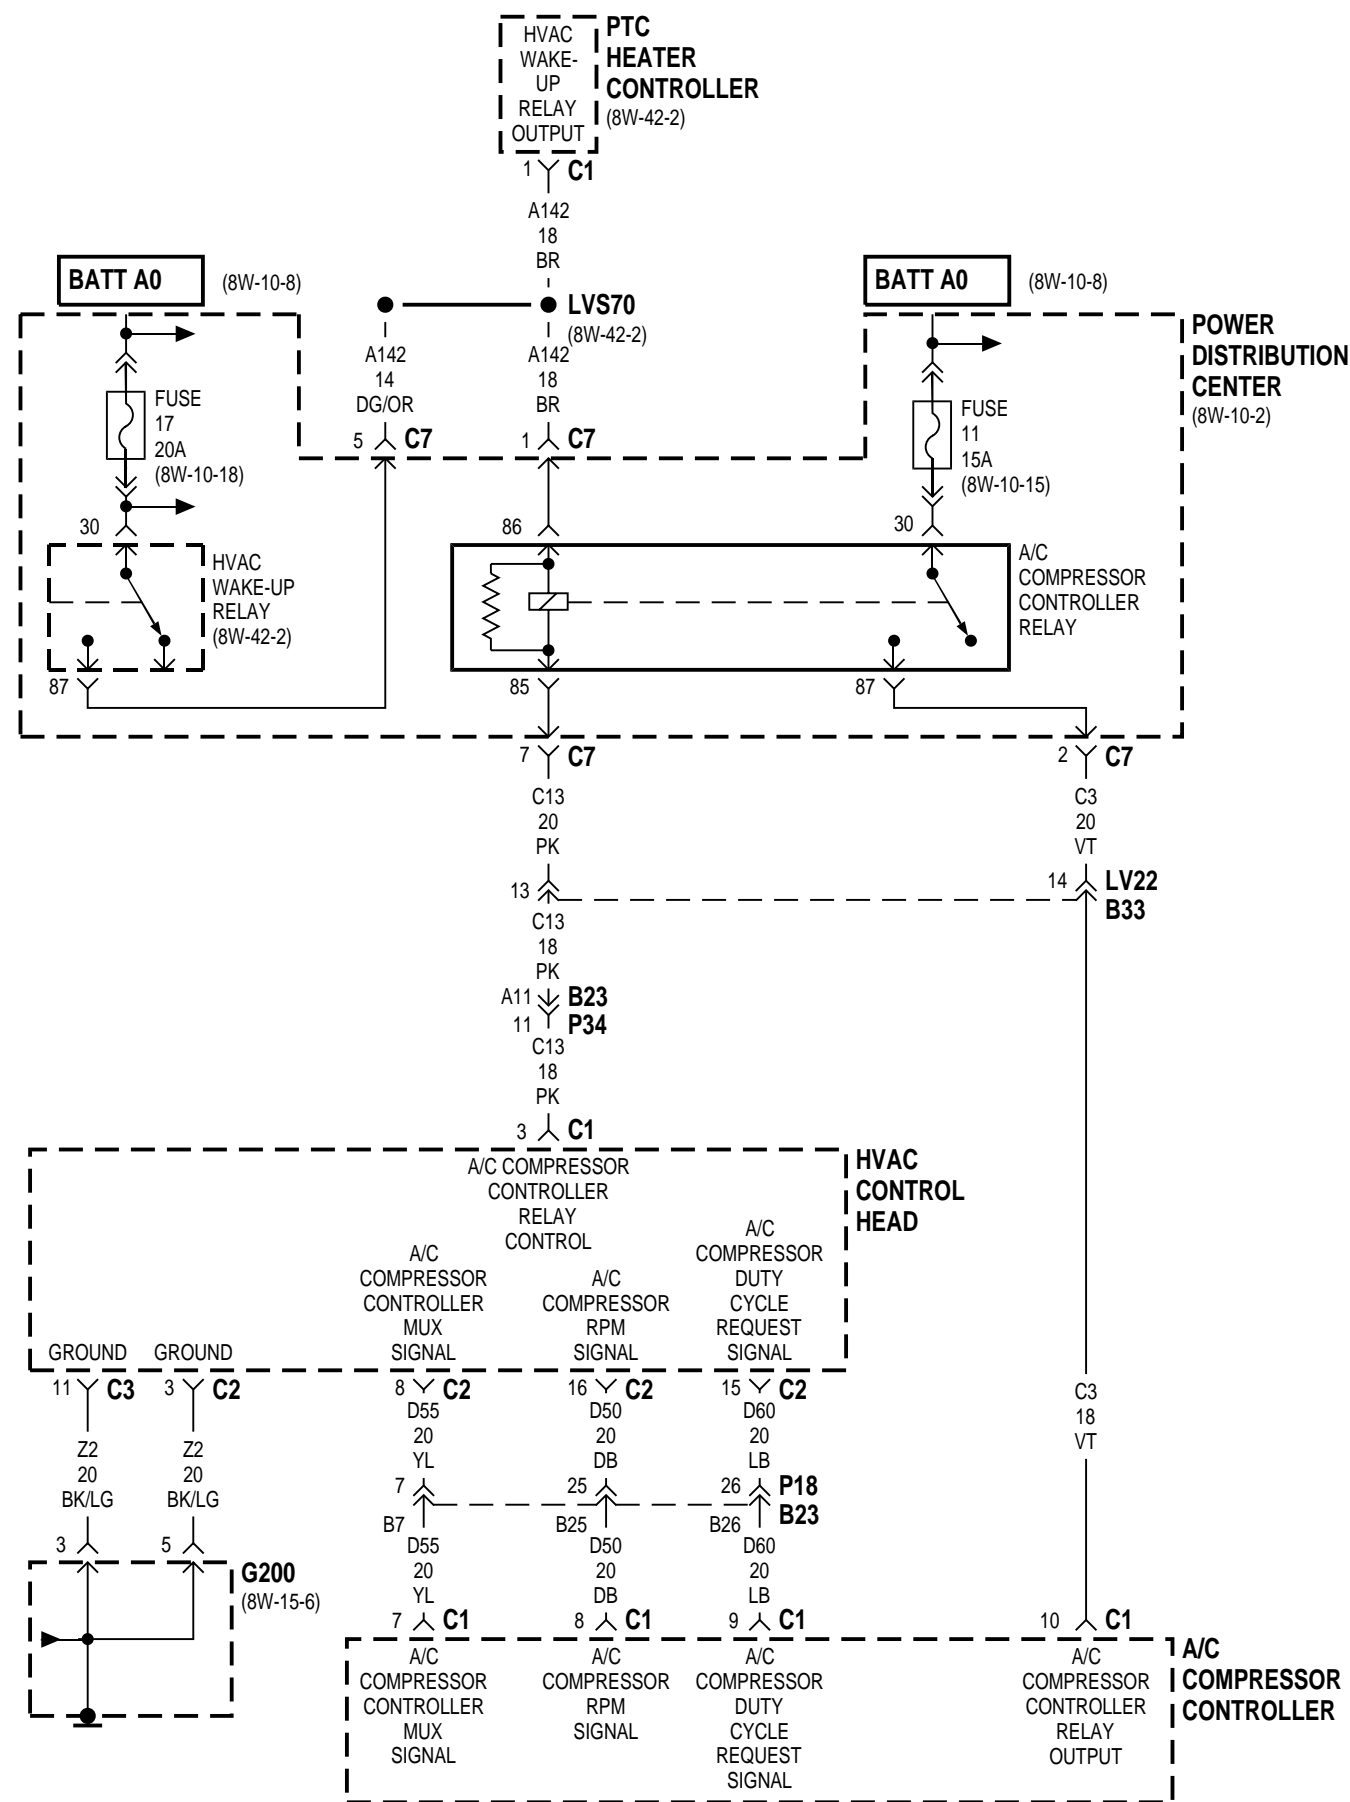 HVAC
WAKE-
UP
RELAY
OUTPUT
PTC
HEATER
CONTROLLER
(8W-42-2)
1 C1
A142
18
BR
BATT A0 (8W-10-8)
LVS70
(8W-42-2)
BATT A0 (8W-10-8)
POWER
DISTRIBUTION
CENTER
(8W-10-2)
A142
14
DG/OR
5 C7
A142
18
BR
1 C7
FUSE
17
20A
(8W-10-18)
FUSE
11
15A
(8W-10-15)
30
86
30
HVAC
WAKE-UP
RELAY
(8W-42-2)
A/C
COMPRESSOR
CONTROLLER
RELAY
87
85
87
7 C7
2 C7
C13
20
PK
C3
20
VT
13
14 LV22
B33
C13
18
PK
A11 B23
11 P34
C13
18
PK
3 C1
HVAC
CONTROL
HEAD
A/C COMPRESSOR
CONTROLLER
RELAY
CONTROL
A/C
COMPRESSOR
CONTROLLER
MUX
SIGNAL
A/C
COMPRESSOR
RPM
SIGNAL
A/C
COMPRESSOR
DUTY
CYCLE
REQUEST
SIGNAL
GROUND GROUND
11 C3
3 C2
8 C2
16 C2
15 C2
Z2
20
BK/LG
Z2
20
BK/LG
D55
20
YL
D50
20
DB
D60
20
LB
C3
18
VT
7
25
26 P18
B23
B7
B25
B26
D55
20
YL
D50
20
DB
D60
20
LB
3
5
G200
(8W-15-6)
7 C1
8 C1
9 C1
10 C1
A/C
COMPRESSOR
CONTROLLER
MUX
SIGNAL
A/C
COMPRESSOR
RPM
SIGNAL
A/C
COMPRESSOR
DUTY
CYCLE
REQUEST
SIGNAL
A/C
COMPRESSOR
CONTROLLER
RELAY
OUTPUT
A/C
COMPRESSOR
CONTROLLER